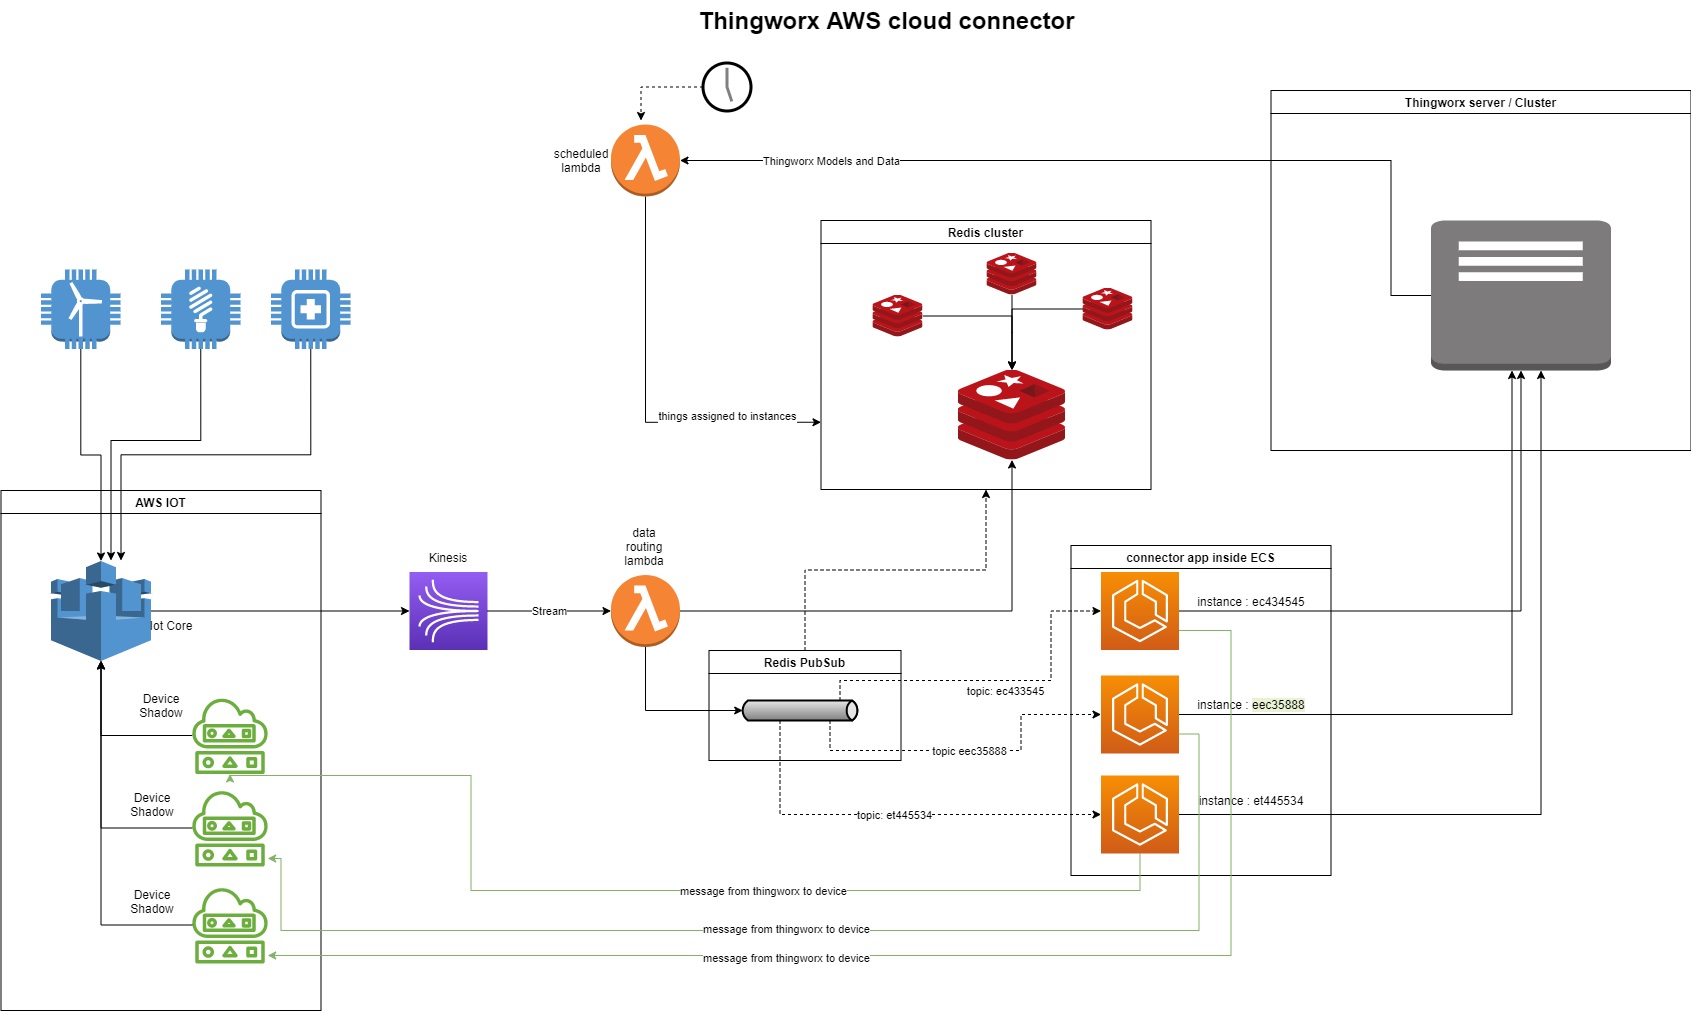 Thingworx AWS cloud connector
Thingworx server / Cluster
scheduled
lambda
Thingworx Models and Data
Redis cluster
things assigned to instances
AWS IOT
data
routing
lambda
Kinesis
connector app inside ECS
Stream
instance : ec434545
Iot Core
Redis PubSub
topic: ec433545
Device
Shadow
instance : eec35888
topic eec35888
Device
Shadow
instance : et445534
topic: et445534
Device
Shadow
message from thingworx to device
message from thingworx to device
message from thingworx to device